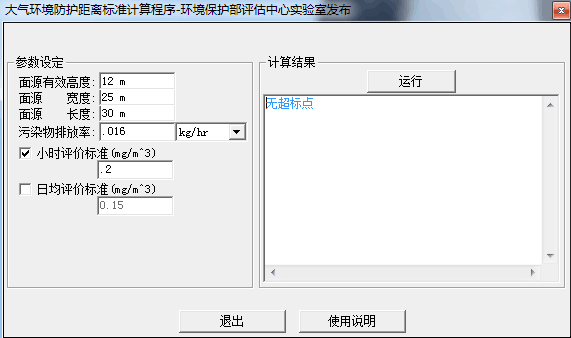 大气环境防护距离标准计算程序-环境保护部评估中心实验室发布
参数设定
面源有效高度: 12 m
面源 宽度: 25 m
面源 长度: 30 m
污染物排放率: .016 kg/hr
小时评价标准(mg/m^3)
.2
日均评价标准(mg/m^3)
0.15
计算结果
运行
无超标点
退出
使用说明